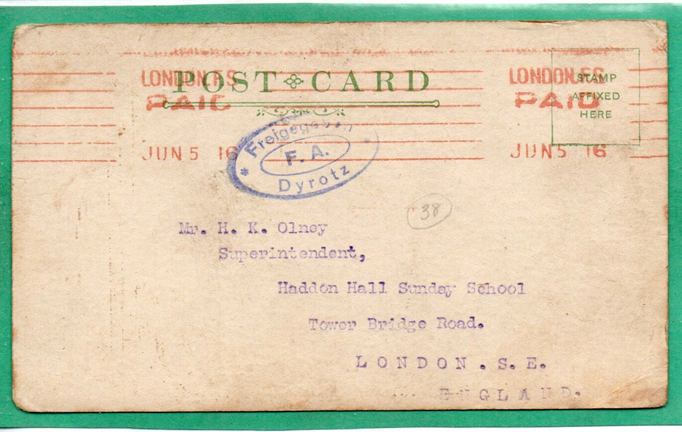 LONDON.F.S.
PAID
JUN 5 16
POST CARD
LONDON.F.S.
PAID
JUN 5 16
STAMP
AFFIXED
HERE
Freigegeben
F. A.
Dyrotz
38
Mr. H. K. Olney
Superintendent,
Haddon Hall Sunday School
Tower Bridge Road.
LONDON. S.E.
ENGLAND.